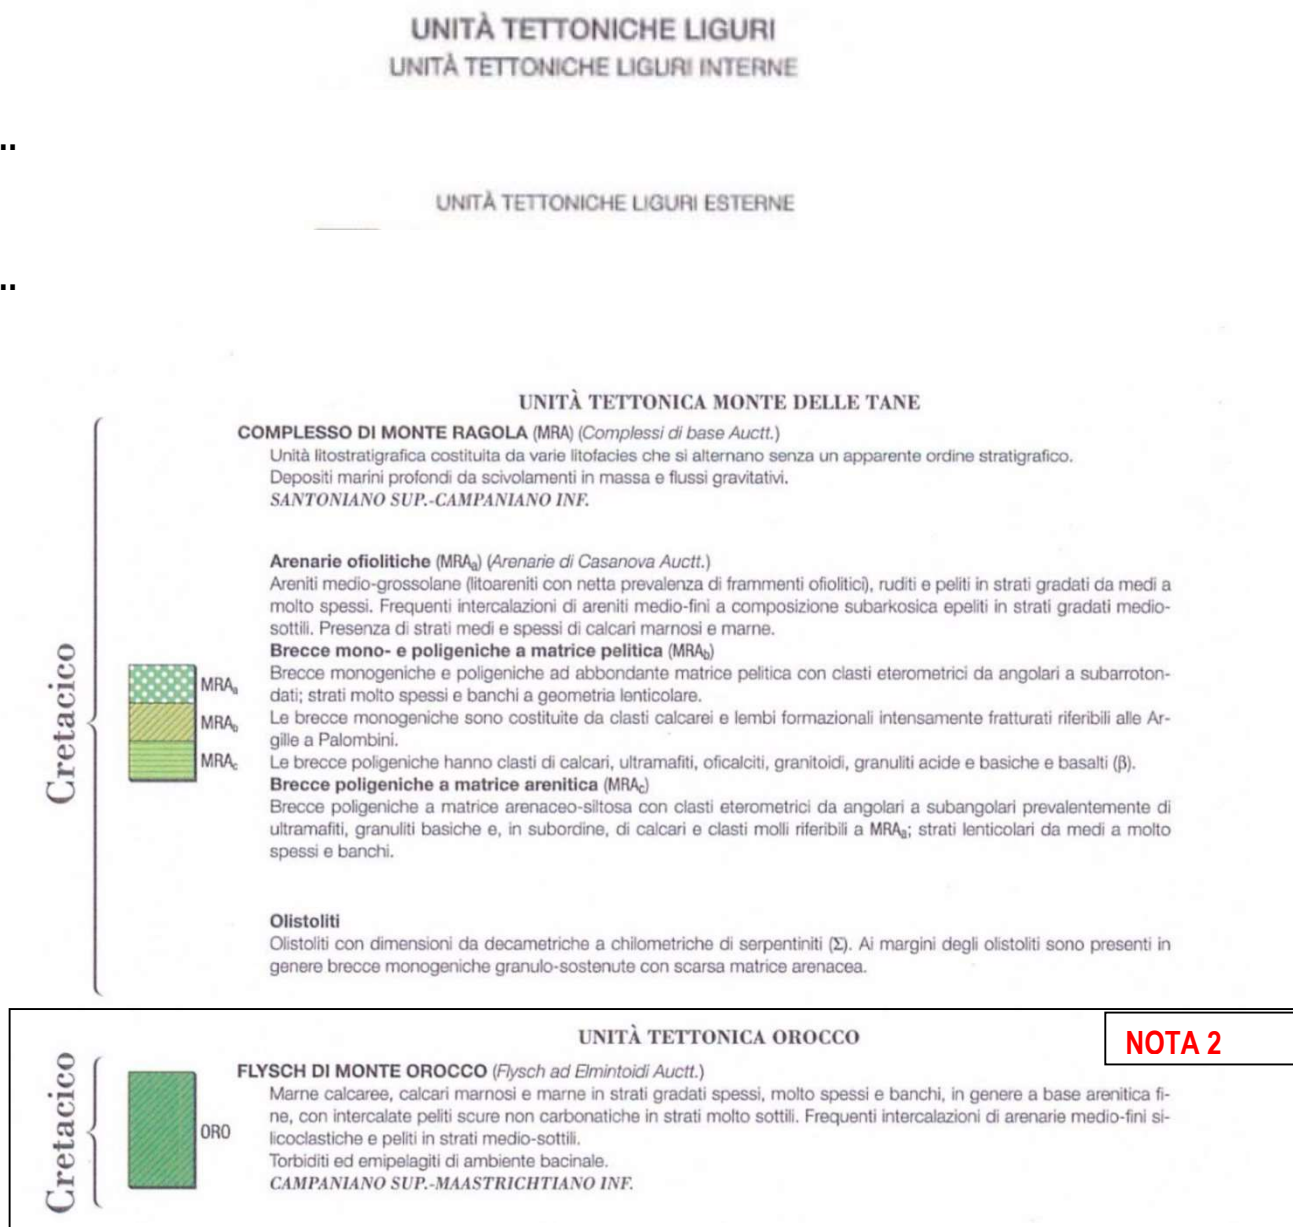 UNITÀ TETTONICHE LIGURI
UNITÀ TETTONICHE LIGURI INTERNE
..
UNITÀ TETTONICHE LIGURI ESTERNE
..
UNITÀ TETTONICA MONTE DELLE TANE
Cretacico
COMPLESSO DI MONTE RAGOLA (MRA) (Complessi di base Auctt.)
Unità litostratigrafica costituita da varie litofacies che si alternano senza un apparente ordine stratigrafico.
Depositi marini profondi da scivolamenti in massa e flussi gravitativi.
SANTONIANO SUP.-CAMPANIANO INF.
Arenarie ofiolitiche (MRAa) (Arenarie di Casanova Auctt.)
Areniti medio-grossolane (litoareniti con netta prevalenza di frammenti ofiolitici), ruditi e peliti in strati gradati da medi a
molto spessi. Frequenti intercalazioni di areniti medio-fini a composizione subarkosica epeliti in strati gradati medio-
sottili. Presenza di strati medi e spessi di calcari marnosi e marne.
Brecce mono- e poligeniche a matrice pelitica (MRAb)
Brecce monogeniche e poligeniche ad abbondante matrice pelitica con clasti eterometrici da angolari a subarroton-
dati; strati molto spessi e banchi a geometria lenticolare.
Le brecce monogeniche sono costituite da clasti calcarei e lembi formazionali intensamente fratturati riferibili alle Ar-
gille a Palombini.
Le brecce poligeniche hanno clasti di calcari, ultramafiti, oficalciti, granitoidi, granuliti acide e basiche e basalti (β).
Brecce poligeniche a matrice arenitica (MRAc)
Brecce poligeniche a matrice arenaceo-siltosa con clasti eterometrici da angolari a subangolari prevalentemente di
ultramafiti, granuliti basiche e, in subordine, di calcari e clasti molli riferibili a MRAa; strati lenticolari da medi a molto
spessi e banchi.
MRAa
MRAb
MRAc
Olistoliti
Olistoliti con dimensioni da decametriche a chilometriche di serpentiniti (Σ). Ai margini degli olistoliti sono presenti in
genere brecce monogeniche granulo-sostenute con scarsa matrice arenacea.
UNITÀ TETTONICA OROCCO
NOTA 2
Cretacico
ORO
FLYSCH DI MONTE OROCCO (Flysch ad Elmintoidi Auctt.)
Marne calcaree, calcari marnosi e marne in strati gradati spessi, molto spessi e banchi, in genere a base arenitica fi-
ne, con intercalate peliti scure non carbonatiche in strati molto sottili. Frequenti intercalazioni di arenarie medio-fini si-
licoclastiche e peliti in strati medio-sottili.
Torbiditi ed emipelagiti di ambiente bacinale.
CAMPANIANO SUP.-MAASTRICHTIANO INF.